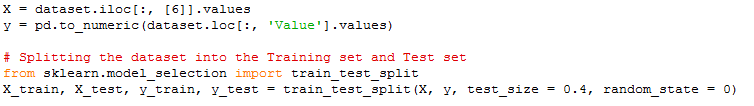 X = dataset.iloc[:, [6]].values
y = pd.to_numeric(dataset.loc[:, 'Value'].values)
# Splitting the dataset into the Training set and Test set
from sklearn.model_selection import train_test_split
X_train, X_test, y_train, y_test = train_test_split(X, y, test_size = 0.4, random_state = 0)